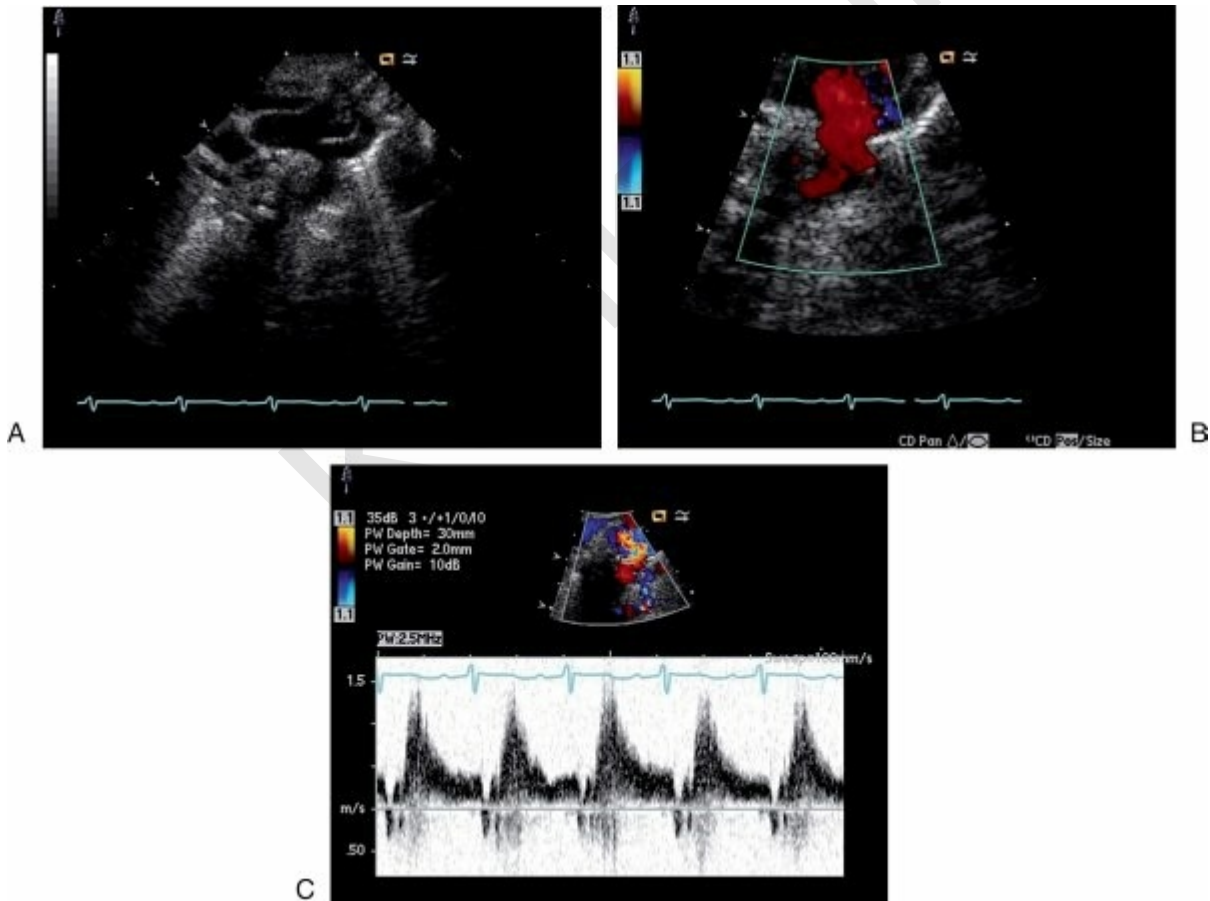 A
1.1
1.1
CD Pan
CD Pos/Size
B
1.1
1.1
35dB 3 ·/+1/0/10
PW Depth= 30mm
PW Gate= 2.0mm
PW Gain= 10dB
PW:2.5MHz
1.5
m/s
.50
C